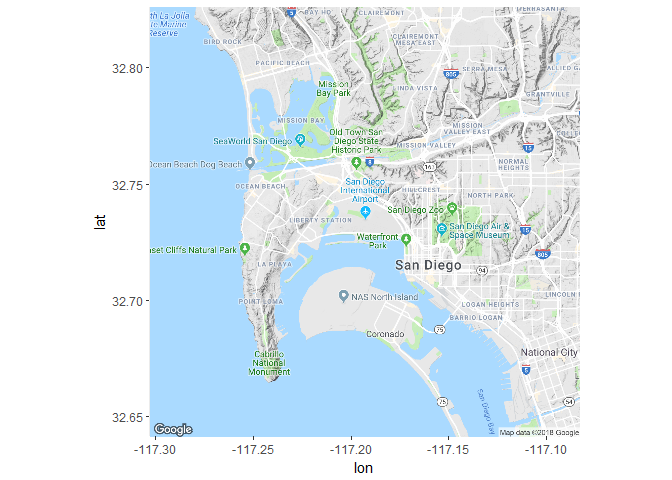 th La Jolla
te Marine
Reserve
BAY HO
5
CLAIREMONT
BIRD ROCK
CLAIREMONT
MESA EAST
32.80
PACIFIC BEACH
805
SERRA MESA
ALLIED GA
Mission
Bay Park
LINDA VISTA
GRANTVILLE
MISSION BAY
Old Town San
Diego State
Historic Park
MISSION
VALLEY EAST
SeaWorld San Diego
15
MISSION VALLEY
Ocean Beach Dog Beach
8
163
NORMAL
HEIGHTS
32.75
San Diego
International
Airport
OCEAN BEACH
HILLCREST
NORTH PARK
San Diego Zoo
LIBERTY STATION
San Diego Air &
Space Museum
Waterfront
Park
lat
nset Cliffs Natural Park
805
LA PLAYA
San Diego
94
32.70
POINT LOMA
NAS North Island
LOGAN HEIGHTS
LINCOLN
BARRIO LOGAN
Coronado
75
National City
Cabrillo
National
Monument
5
32.65
75
San Diego Bay
54
Google
Map data ©2018 Google
-117.30
-117.25
-117.20
-117.15
-117.10
lon